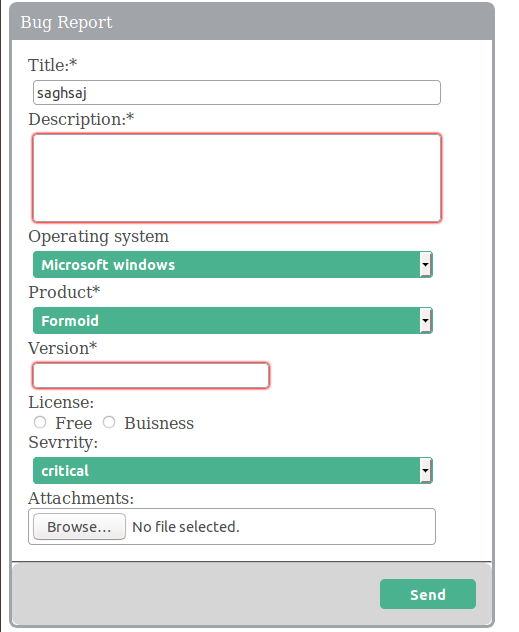 Bug Report
Title:*
saghsaj
Description:*
Operating system
Microsoft windows
Product*
Formoid
Version*
License:
Free Buisness
Sevrrity:
critical
Attachments:
Browse... No file selected.
Send